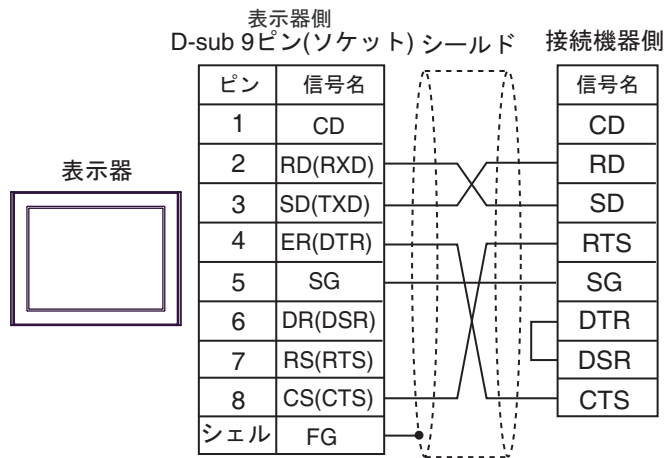 表示器側
D-sub 9ピン(ソケット) シールド 接続機器側
ピン 信号名 信号名
1 CD CD
表示器
2 RD(RXD) RD
3 SD(TXD) SD
4 ER(DTR) RTS
5 SG SG
6 DR(DSR) DTR
7 RS(RTS) DSR
8 CS(CTS) CTS
シェル FG